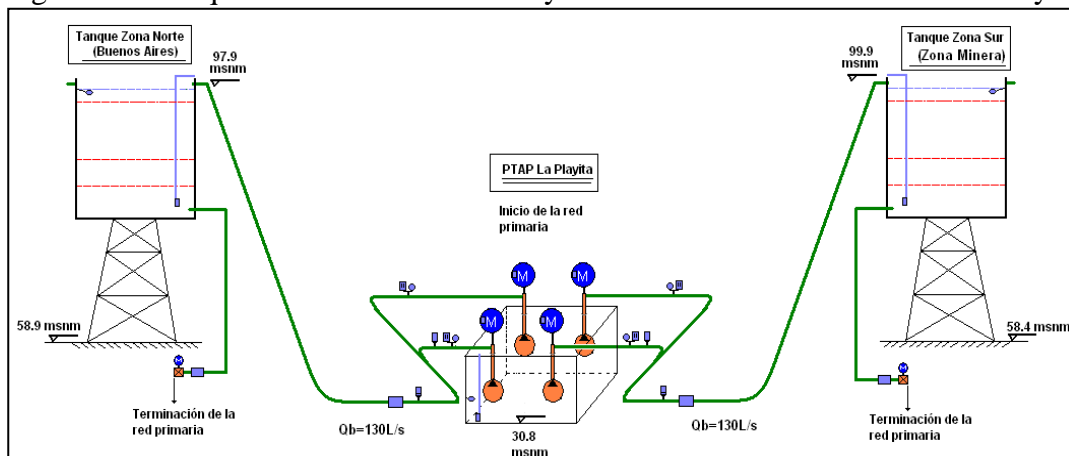 Tanque Zona Norte
(Buenos Aires)
97.9
msnm
99.9
msnm
Tanque Zona Sur
(Zona Minera)
PTAP La Playita
Inicio de la red
primaria
M
M
M
M
58.9 msnm
58.4 msnm
M
M
Terminación de la
red primaria
Qb=130L/s
30.8
msnm
Qb=130L/s
Terminación de la
red primaria